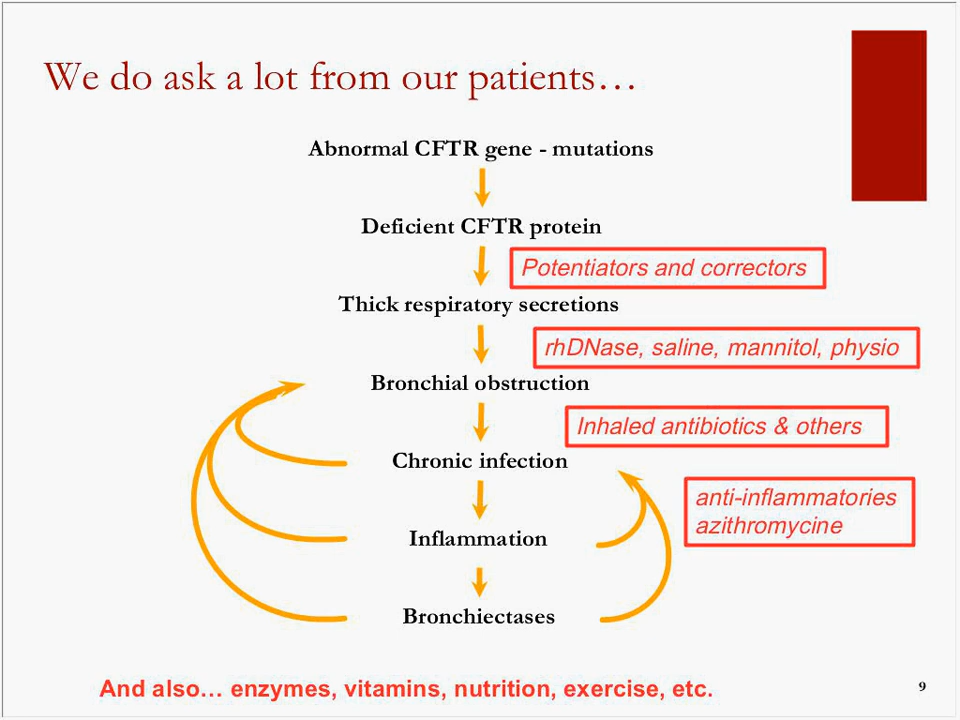 We do ask a lot from our patients…
Abnormal CFTR gene - mutations
Deficient CFTR protein
Potentiators and correctors
Thick respiratory secretions
rhDNase, saline, mannitol, physio
Bronchial obstruction
Inhaled antibiotics & others
Chronic infection
anti-inflammatories
azithromycine
Inflammation
Bronchiectases
And also… enzymes, vitamins, nutrition, exercise, etc.
9